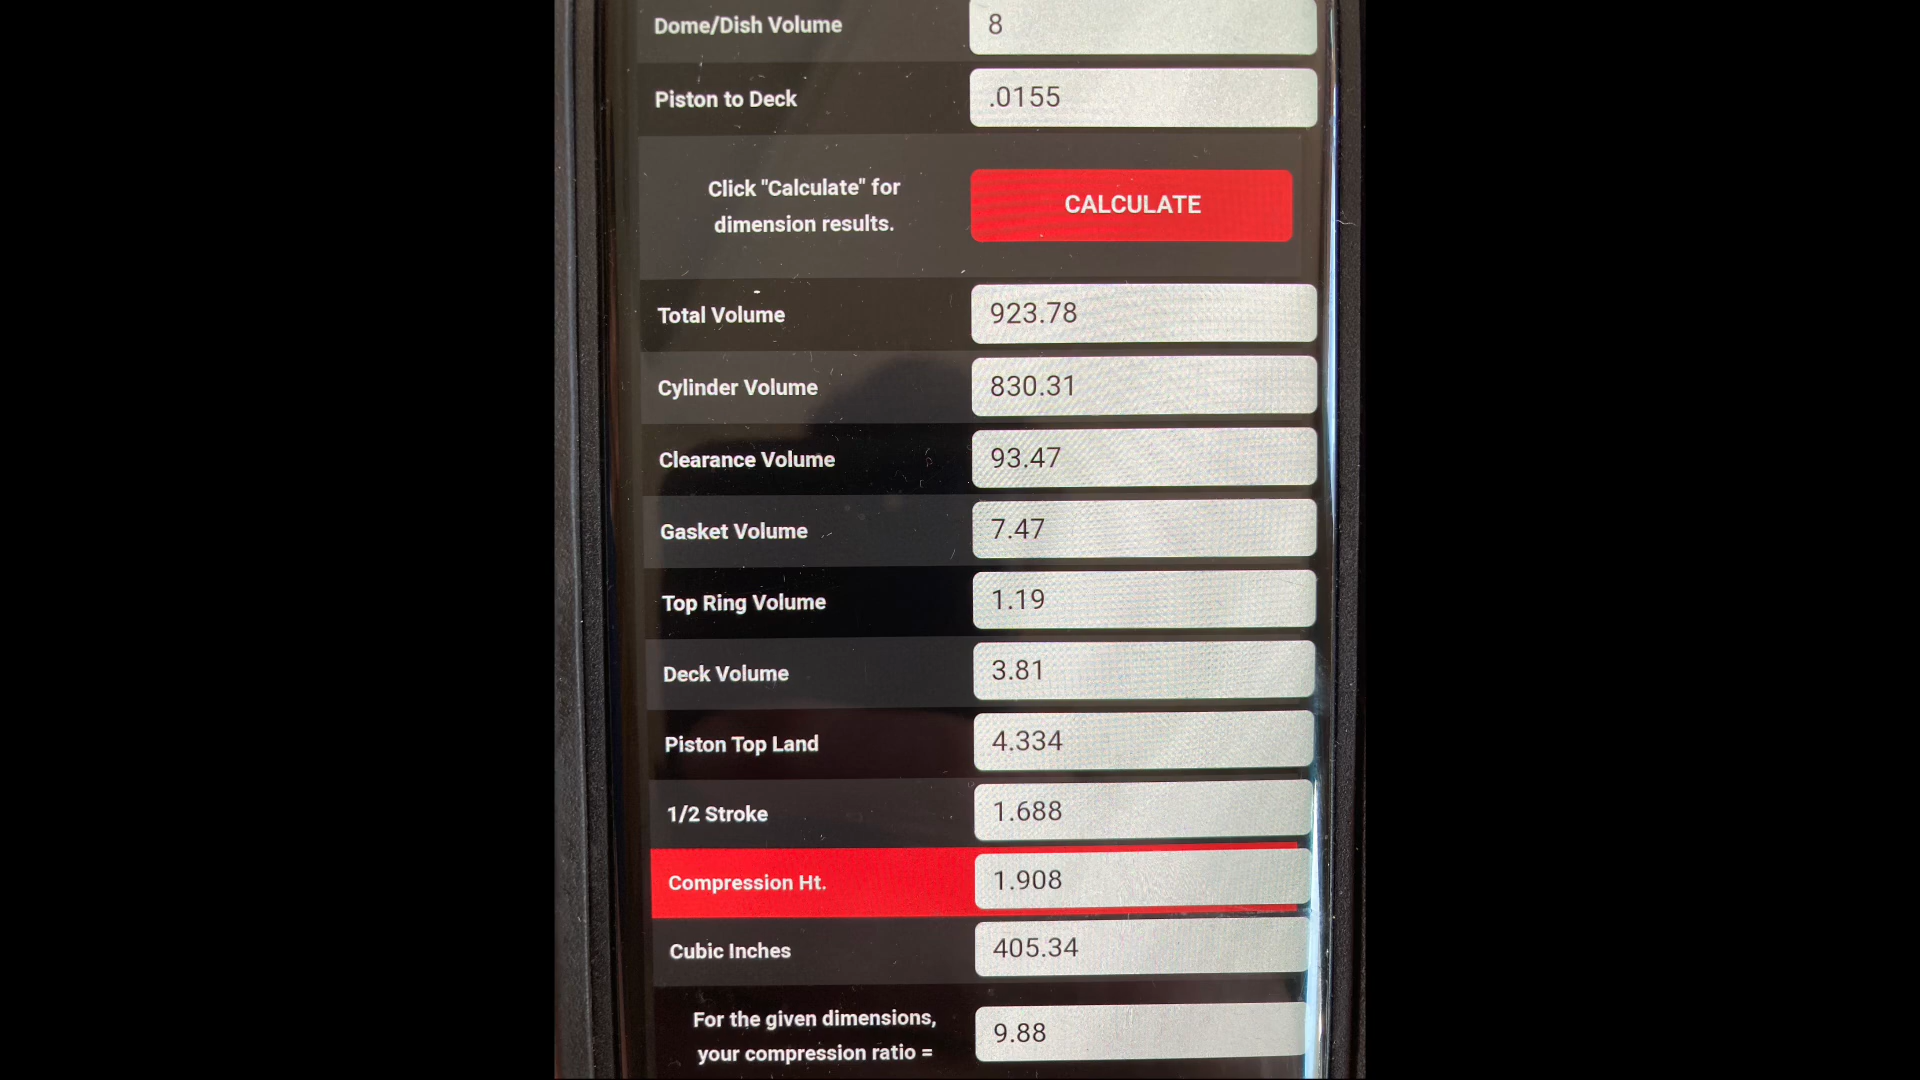 Dome/Dish Volume 8
Piston to Deck .0155
Click "Calculate" for
dimension results.
CALCULATE
Total Volume 923.78
Cylinder Volume 830.31
Clearance Volume 93.47
Gasket Volume 7.47
Top Ring Volume 1.19
Deck Volume 3.81
Piston Top Land 4.334
1/2 Stroke 1.688
Compression Ht. 1.908
Cubic Inches 405.34
For the given dimensions,
your compression ratio =
9.88